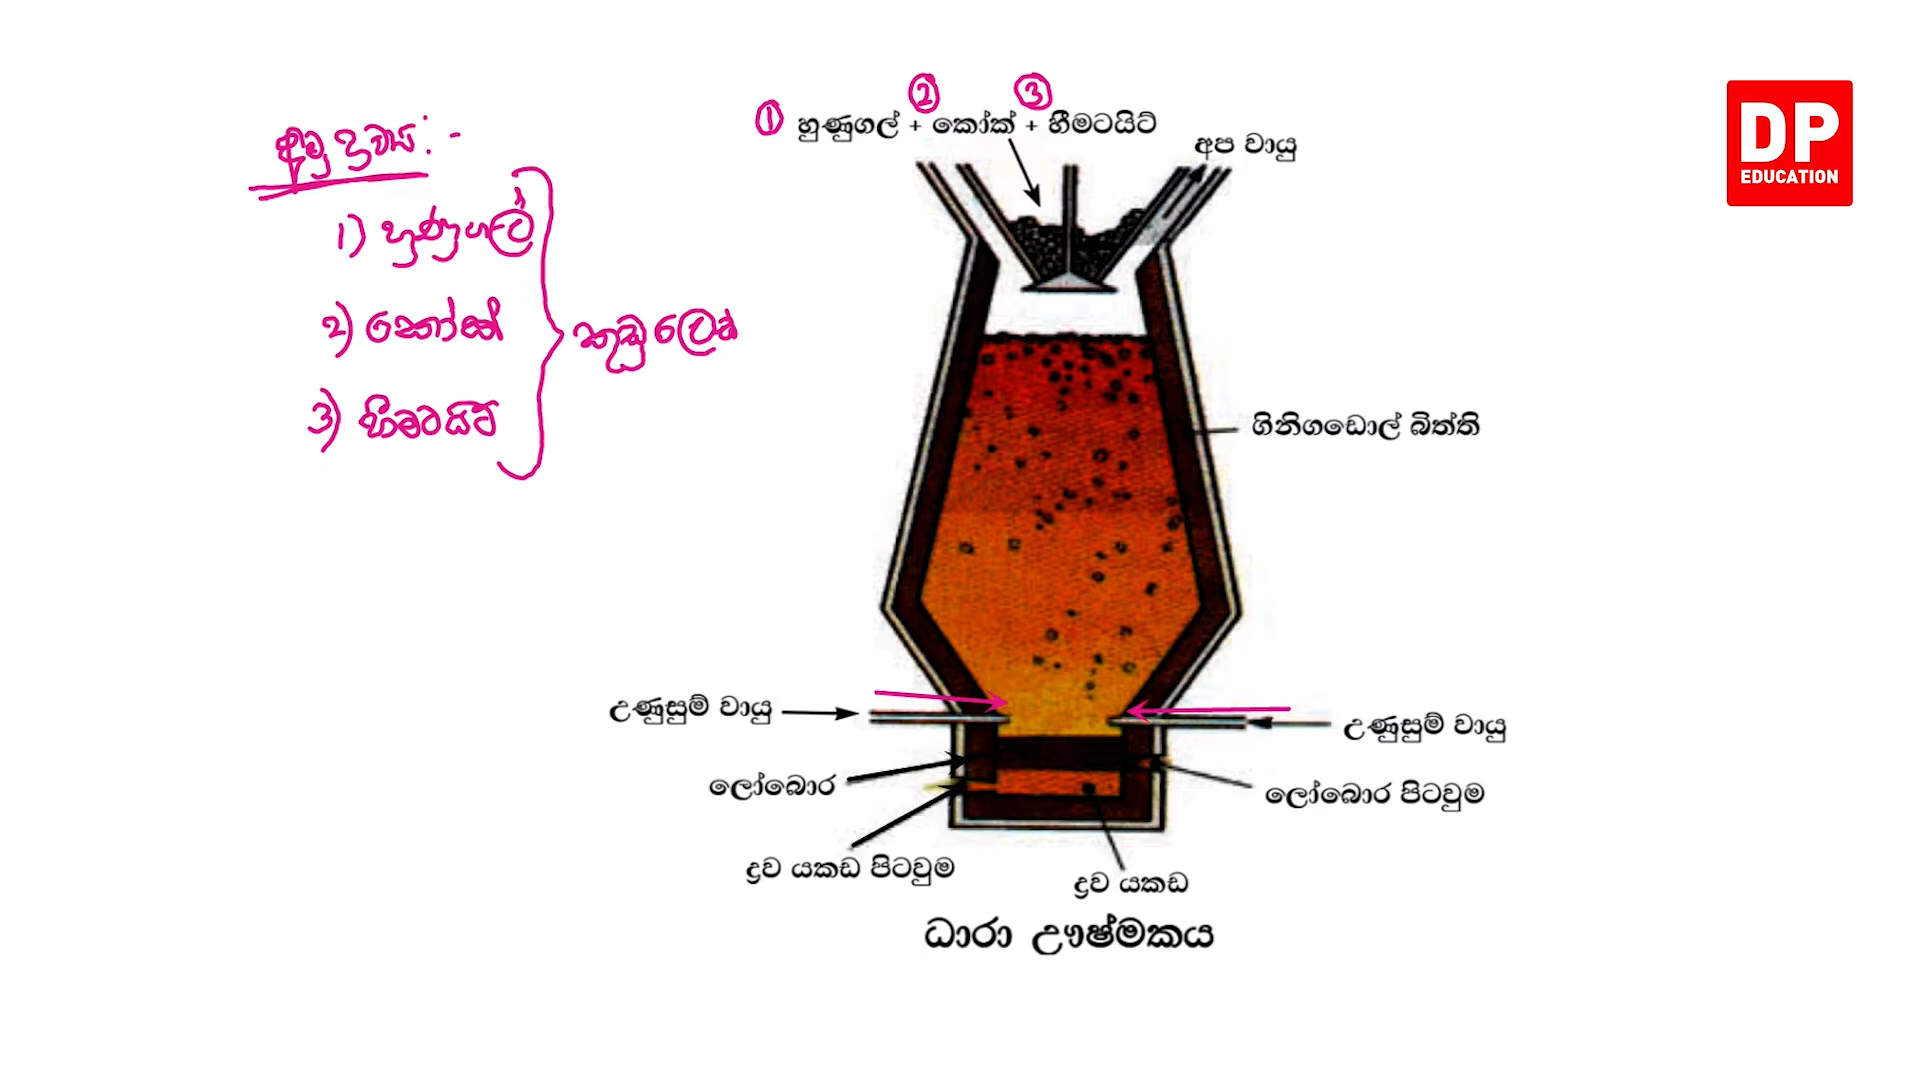 DP
EDUCATION
① ② ③
හුණුගල් + කෝක් + හීමටයිට්
අප වායු
අමු ද්‍රව්‍ය :-
1) හුණුගල්
2) කෝක්
3) හීමටයිට්
කුඩු ලෙස
ගිනිගඩොල් බිත්ති
උණුසුම් වායු
උණුසුම් වායු
ලෝබොර
ලෝබොර පිටවුම
ද්‍රව යකඩ පිටවුම
ද්‍රව යකඩ
ධාරා ඌෂ්මකය